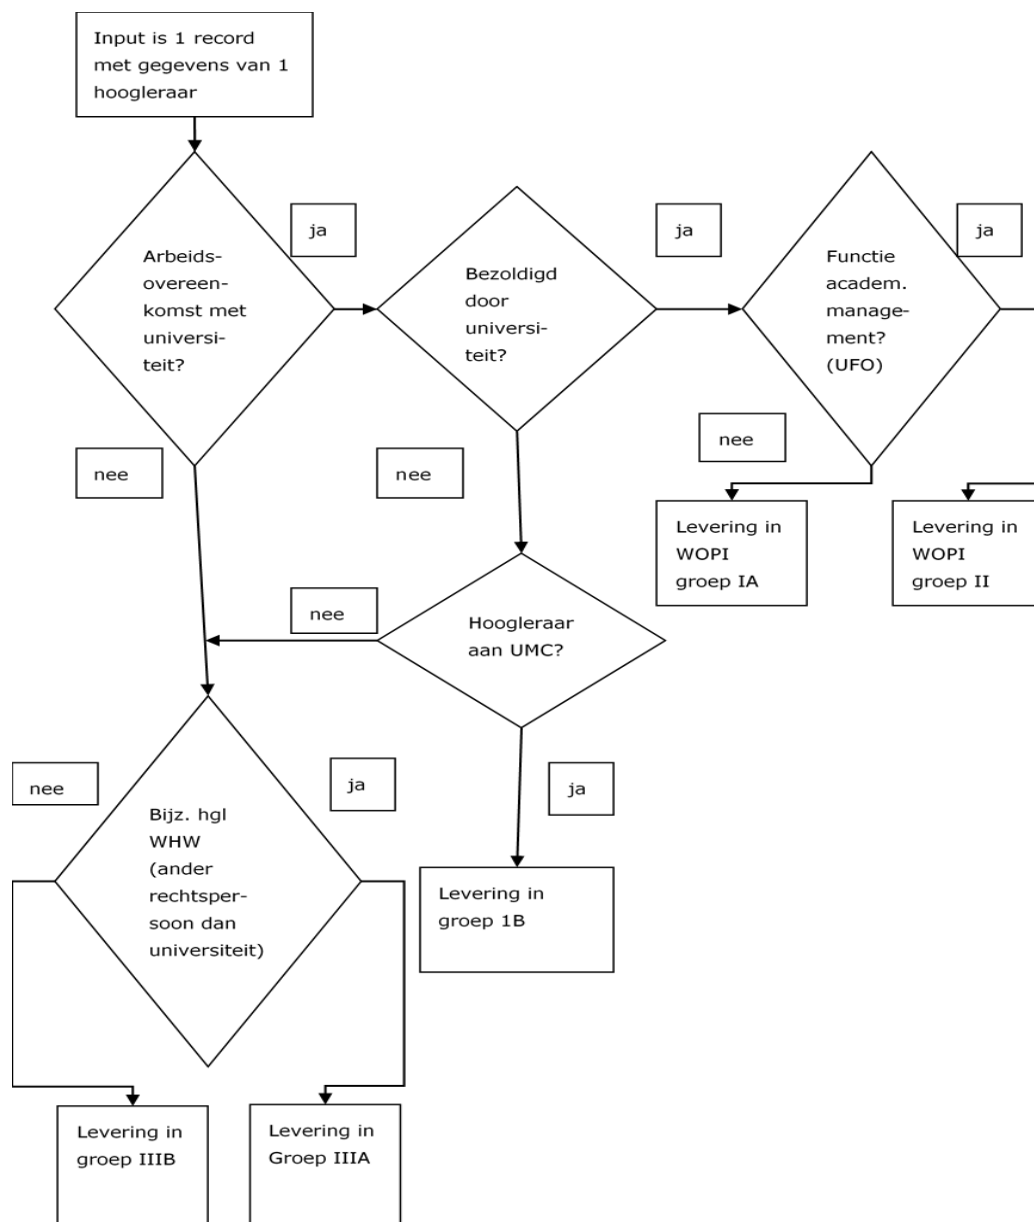 Input is 1 record
met gegevens van 1
hoogleraar
ja
ja
ja
Arbeids-
overeen-
komst met
universi-
teit?
Bezoldigd
door
universi-
teit?
Functie
academ.
manage-
ment?
(UFO)
nee
nee
nee
Levering in
WOPI
groep IA
Levering in
WOPI
groep II
nee
Hoogleraar
aan UMC?
nee
ja
ja
Bijz. hgl
WHW
(ander
rechtsper-
soon dan
universiteit)
Levering in
groep 1B
Levering in
groep IIIB
Levering in
Groep IIIA